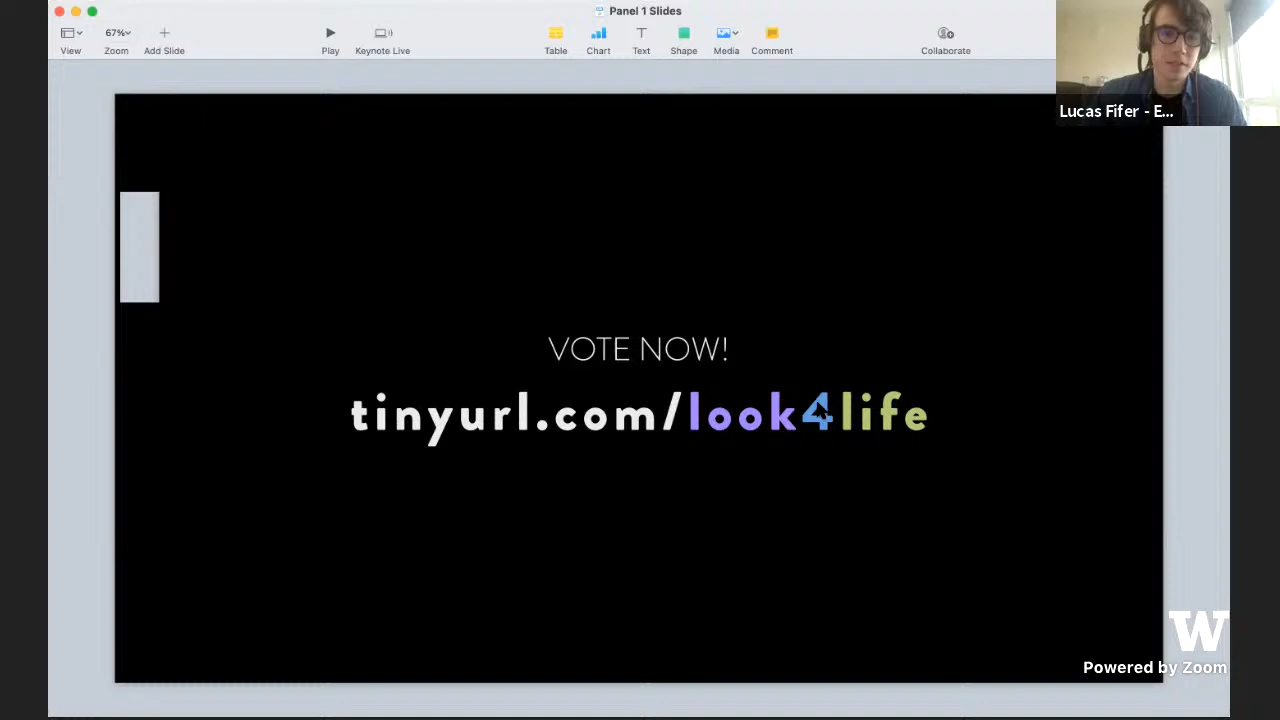 Panel 1 Slides
67%
View
Zoom
Add Slide
Play
Keynote Live
Table
Chart
Text
Shape
Media
Comment
Collaborate
Lucas Fifer - E...
VOTE NOW!
tinyurl.com/look4life
W
Powered by Zoom